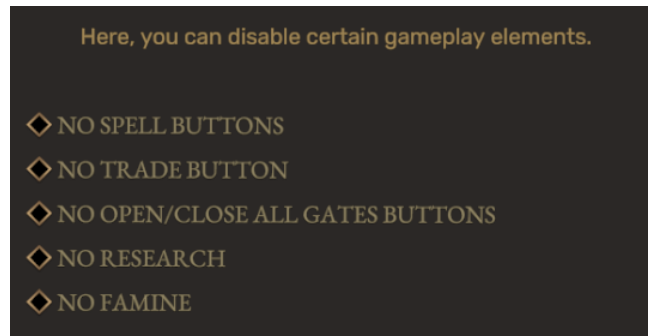 Here, you can disable certain gameplay elements.
NO SPELL BUTTONS
NO TRADE BUTTON
NO OPEN/CLOSE ALL GATES BUTTONS
NO RESEARCH
NO FAMINE